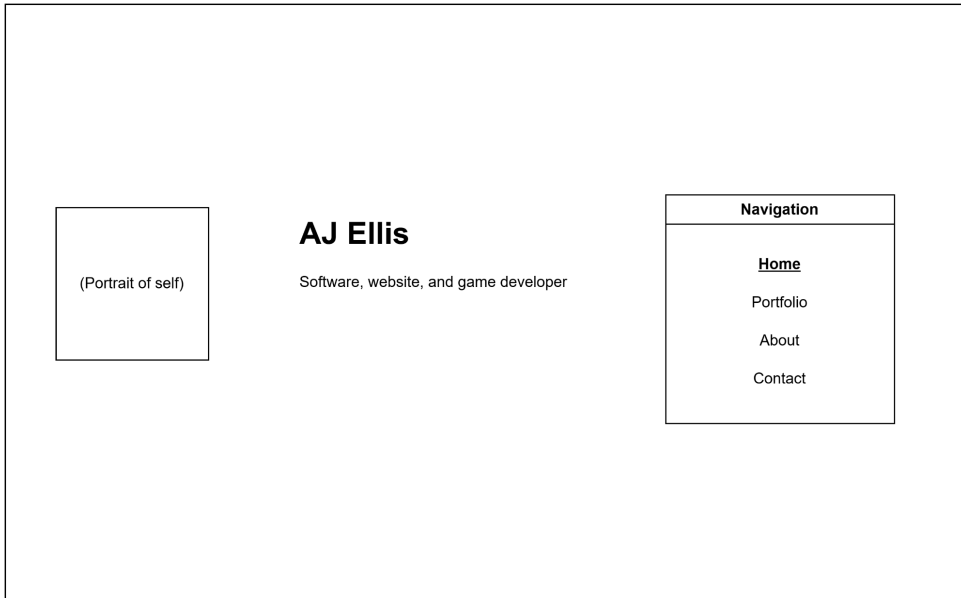 (Portrait of self)
AJ Ellis
Software, website, and game developer
Navigation
Home
Portfolio
About
Contact